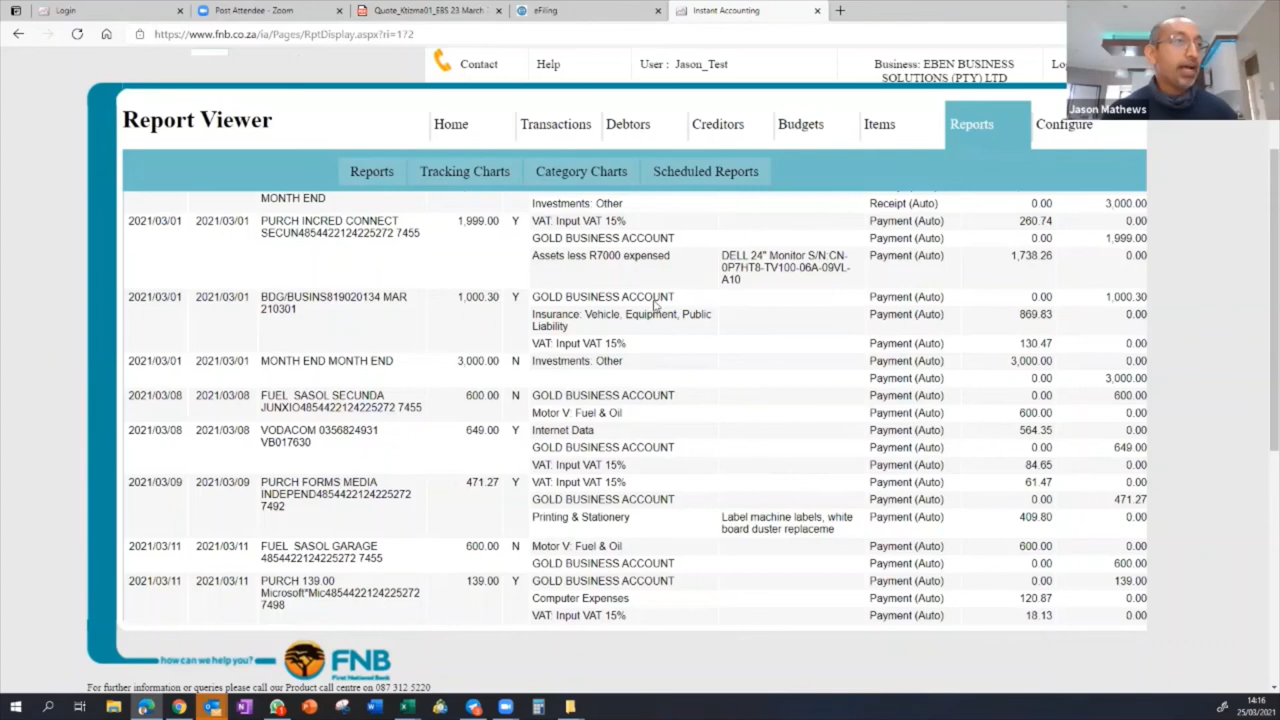 Login
Post Attendee - Zoom
Quote_Ktizma01_EBS 23 March
eFiling
Instant Accounting
https://www.fnb.co.za/ia/Pages/RptDisplay.aspx?ri=172
Contact
Help
User : Jason_Test
Business: EBEN BUSINESS
SOLUTIONS (PTY) LTD
Jason Mathews
Report Viewer
Home
Transactions
Debtors
Creditors
Budgets
Items
Reports
Configure
Reports
Tracking Charts
Category Charts
Scheduled Reports
MONTH END
Investments: Other Receipt (Auto) 0.00 3,000.00
2021/03/01 2021/03/01 PURCH INCRED CONNECT 1,999.00 Y VAT: Input VAT 15% Payment (Auto) 260.74 0.00
SECUN4854422124225272 7455
GOLD BUSINESS ACCOUNT Payment (Auto) 0.00 1,999.00
Assets less R7000 expensed DELL 24" Monitor S/N:CN- Payment (Auto) 1,738.26 0.00
0P7HT8-TV100-06A-09VL-
A10
2021/03/01 2021/03/01 BDG/BUSINS819020134 MAR 1,000.30 Y GOLD BUSINESS ACCOUNT Payment (Auto) 0.00 1,000.30
210301
Insurance: Vehicle, Equipment, Public Payment (Auto) 869.83 0.00
Liability
VAT: Input VAT 15% Payment (Auto) 130.47 0.00
2021/03/01 2021/03/01 MONTH END MONTH END 3,000.00 N Investments: Other Payment (Auto) 3,000.00 0.00
Payment (Auto) 0.00 3,000.00
2021/03/08 2021/03/08 FUEL SASOL SECUNDA 600.00 N GOLD BUSINESS ACCOUNT Payment (Auto) 0.00 600.00
JUNXIO4854422124225272 7455
Motor V: Fuel & Oil Payment (Auto) 600.00 0.00
2021/03/08 2021/03/08 VODACOM 0356824931 649.00 Y Internet Data Payment (Auto) 564.35 0.00
VB017630
GOLD BUSINESS ACCOUNT Payment (Auto) 0.00 649.00
VAT: Input VAT 15% Payment (Auto) 84.65 0.00
2021/03/09 2021/03/09 PURCH FORMS MEDIA 471.27 Y VAT: Input VAT 15% Payment (Auto) 61.47 0.00
INDEPEND4854422124225272
7492
GOLD BUSINESS ACCOUNT Payment (Auto) 0.00 471.27
Printing & Stationery Label machine labels, white Payment (Auto) 409.80 0.00
board duster replaceme
2021/03/11 2021/03/11 FUEL SASOL GARAGE 600.00 N Motor V: Fuel & Oil Payment (Auto) 600.00 0.00
4854422124225272 7455
GOLD BUSINESS ACCOUNT Payment (Auto) 0.00 600.00
2021/03/11 2021/03/11 PURCH 139.00 139.00 Y GOLD BUSINESS ACCOUNT Payment (Auto) 0.00 139.00
Microsoft*Mic4854422124225272
7498
Computer Expenses Payment (Auto) 120.87 0.00
VAT: Input VAT 15% Payment (Auto) 18.13 0.00
how can we help you?
FNB
First National Bank
For further information or queries please call our Product call centre on 087 312 5220
14:16
25/03/2021